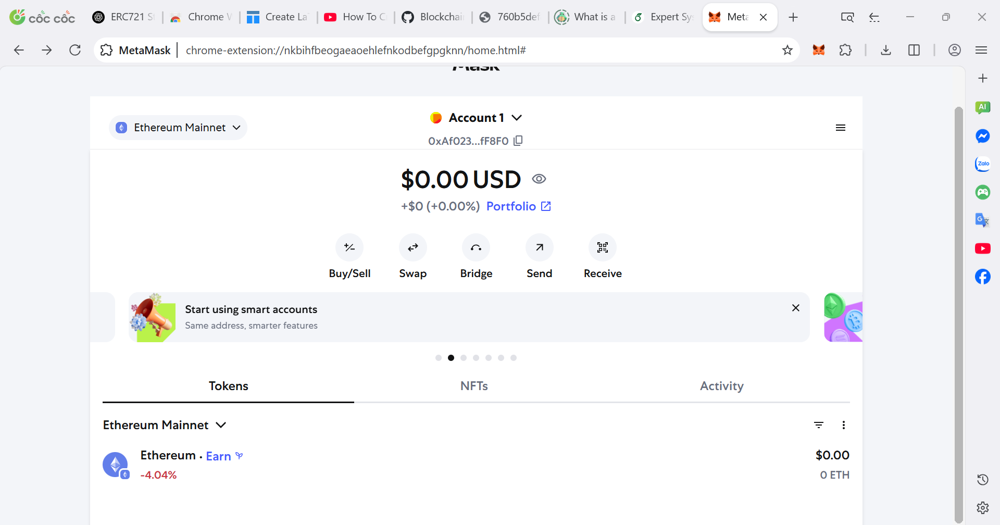 cốc cốc
ERC721 S
Chrome
Create La
How To C
Blockchai
760b5def
What is a
Expert Sy
Meta
MetaMask
chrome-extension://nkbihfbeogaeaoehlefnkodbefgpgknn/home.html#
Mask
Ethereum Mainnet
Account 1
0xAf023...fF8F0
$0.00 USD
+$0 (+0.00%) Portfolio
Buy/Sell
Swap
Bridge
Send
Receive
Start using smart accounts
Same address, smarter features
Tokens
NFTs
Activity
Ethereum Mainnet
Ethereum • Earn
$0.00
-4.04%
0 ETH
AI
Zalo
G